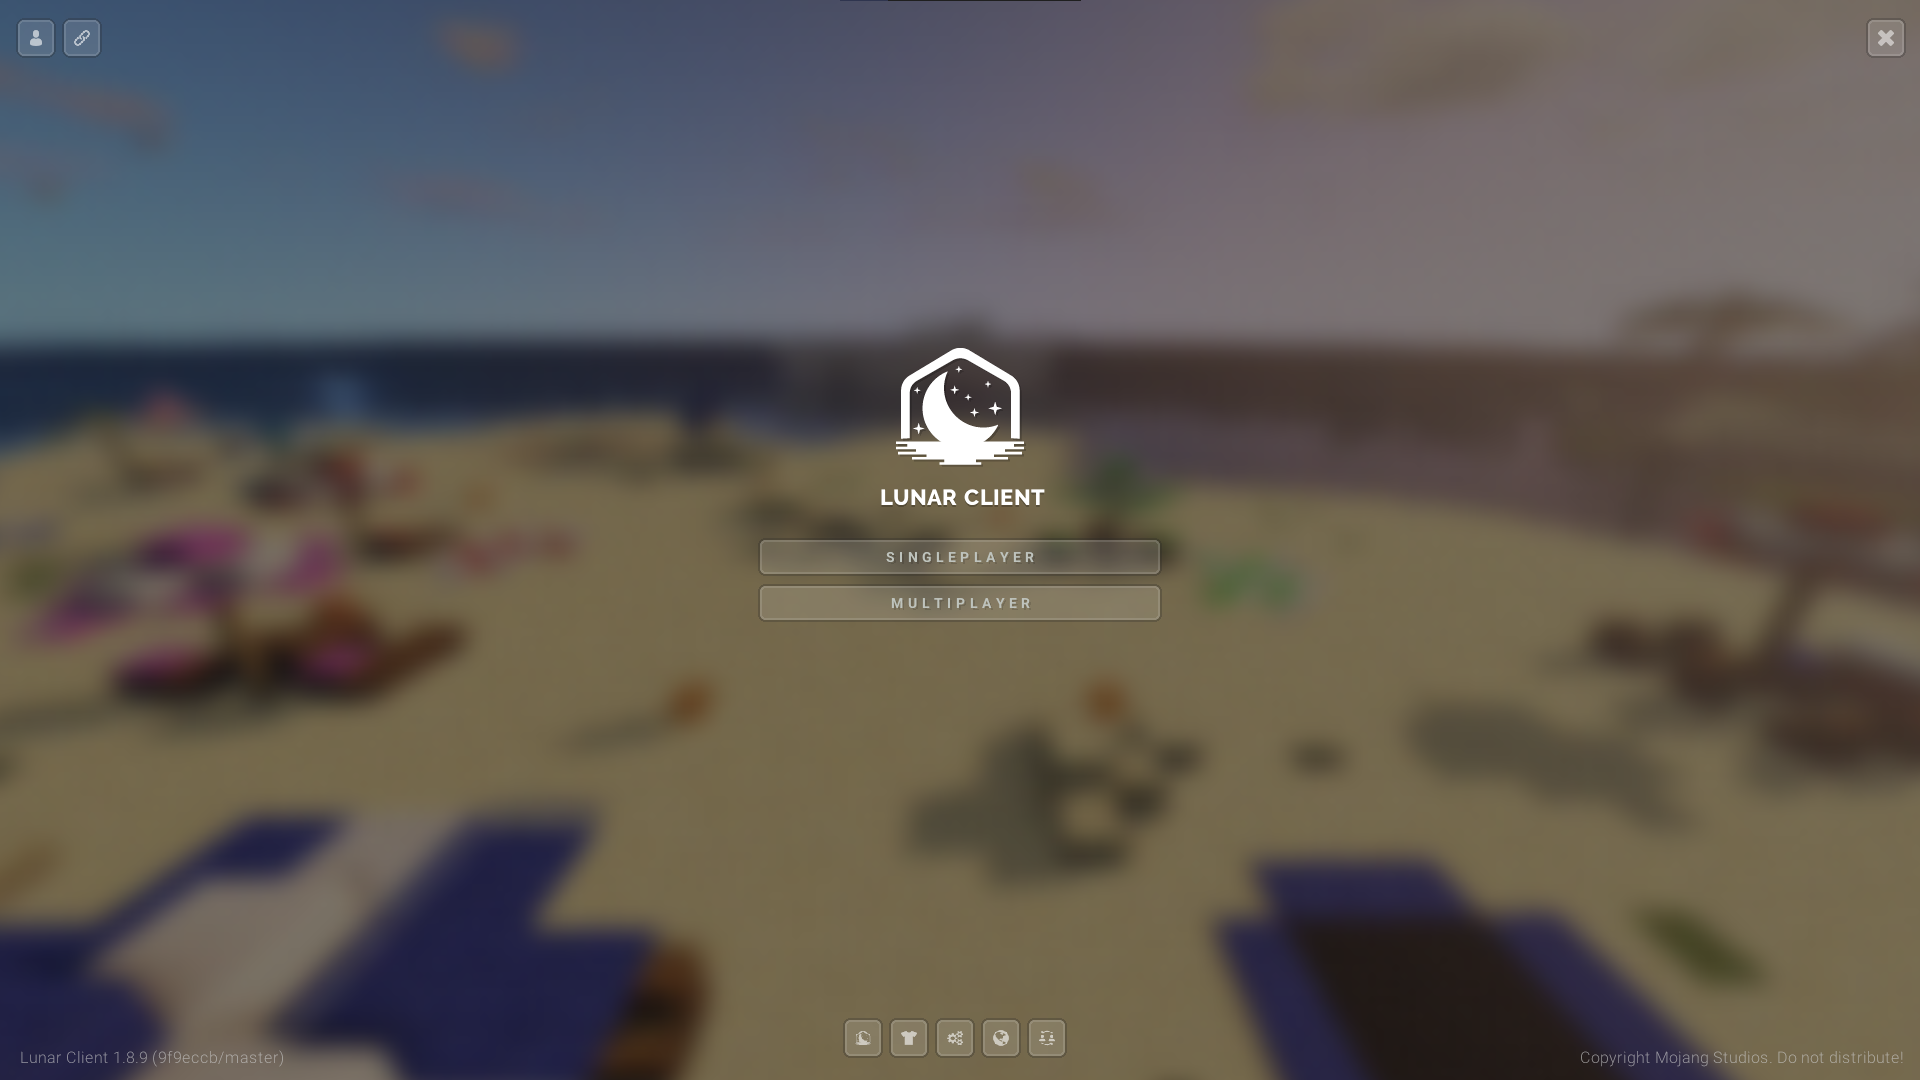 LUNAR CLIENT
SINGLEPLAYER
MULTIPLAYER
Lunar Client 1.8.9 (9f9eccb/master)
Copyright Mojang Studios. Do not distribute!